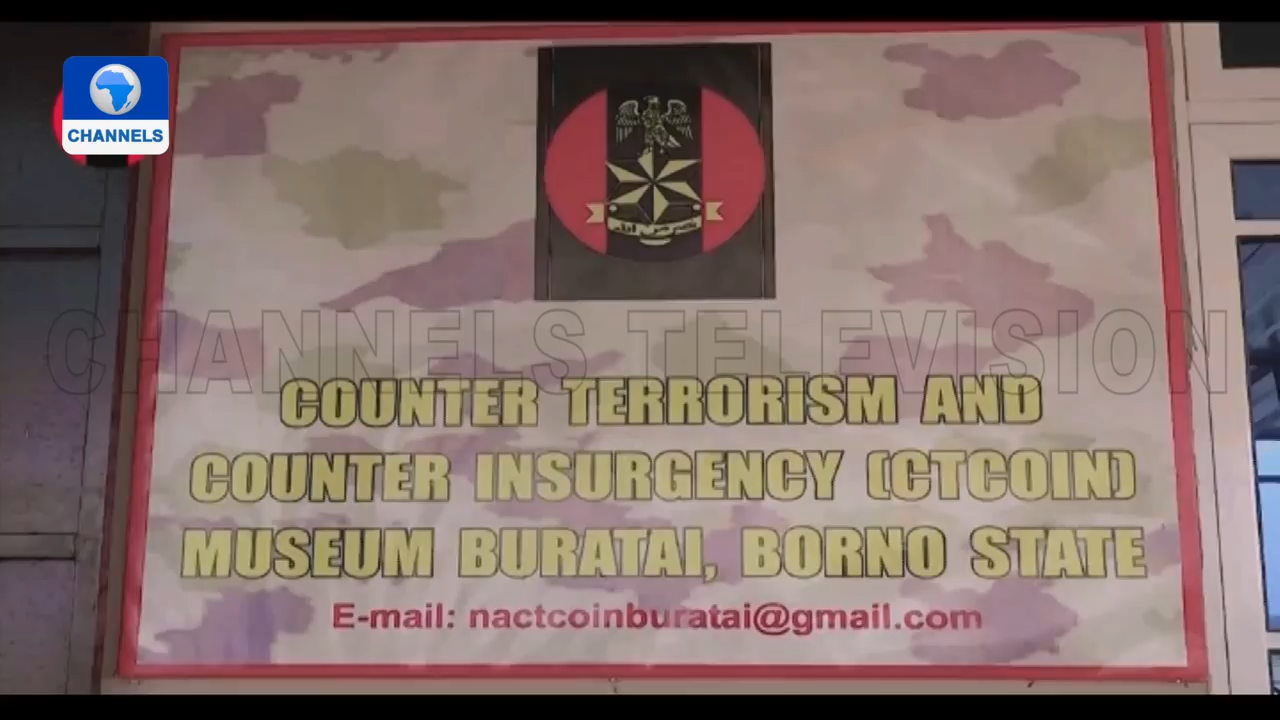 CHANNELS
CHANNELS TELEVISION
COUNTER TERRORISM AND
COUNTER INSURGENCY (CTCOIN)
MUSEUM BURATAI, BORNO STATE
E-mail: nactcoinburatai@gmail.com